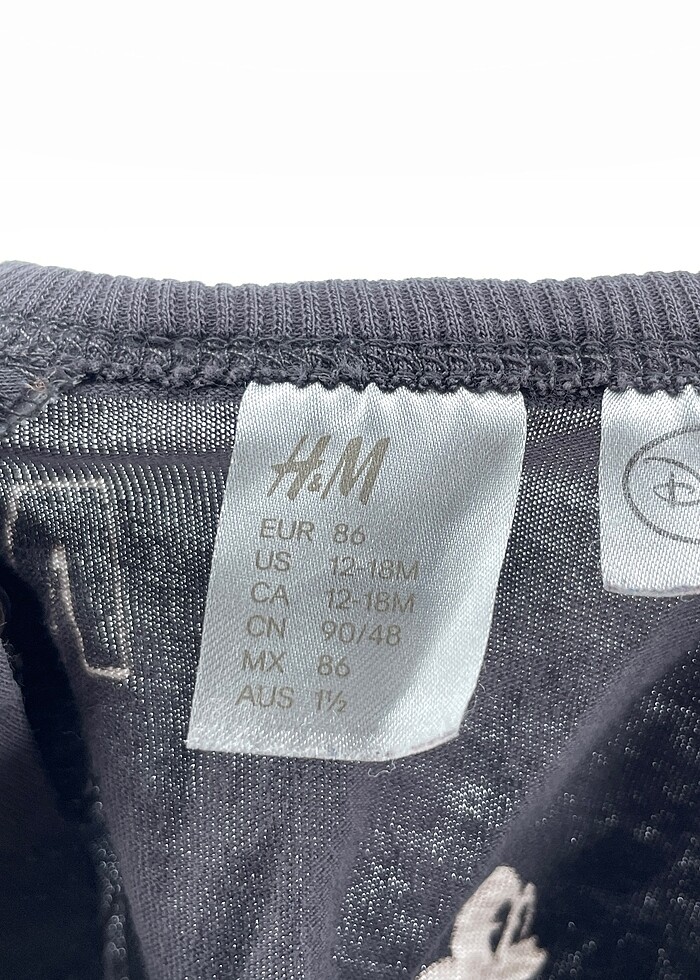 H&M
EUR 86
US 12-18M
CA 12-18M
CN 90/48
MX 86
AUS 1½